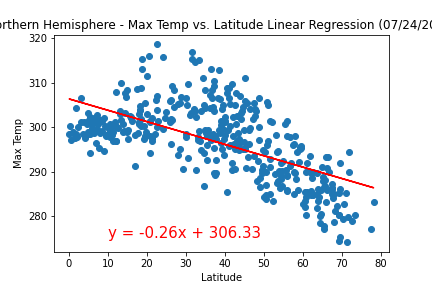 orthern Hemisphere - Max Temp vs. Latitude Linear Regression (07/24/20
320
310
300
290
280
Max Temp
y = -0.26x + 306.33
0 10 20 30 40 50 60 70 80
Latitude